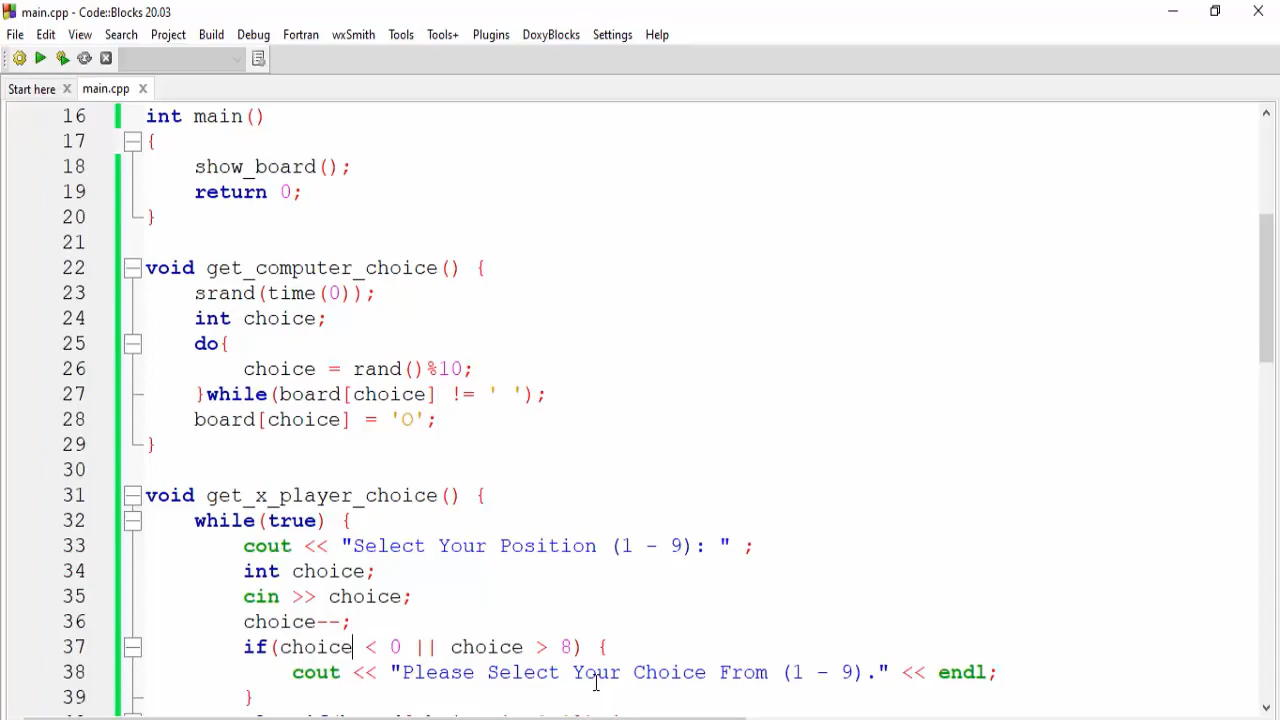 main.cpp - Code::Blocks 20.03
File Edit View Search Project Build Debug Fortran wxSmith Tools Tools+ Plugins DoxyBlocks Settings Help
Start here main.cpp
16 int main()
17 {
18 show_board();
19 return 0;
20 }
21
22 void get_computer_choice() {
23 srand(time(0));
24 int choice;
25 do{
26 choice = rand()%10;
27 }while(board[choice] != ' ');
28 board[choice] = 'O';
29 }
30
31 void get_x_player_choice() {
32 while(true) {
33 cout << "Select Your Position (1 - 9): " ;
34 int choice;
35 cin >> choice;
36 choice--;
37 if(choice < 0 || choice > 8) {
38 cout << "Please Select Your Choice From (1 - 9)." << endl;
39 }